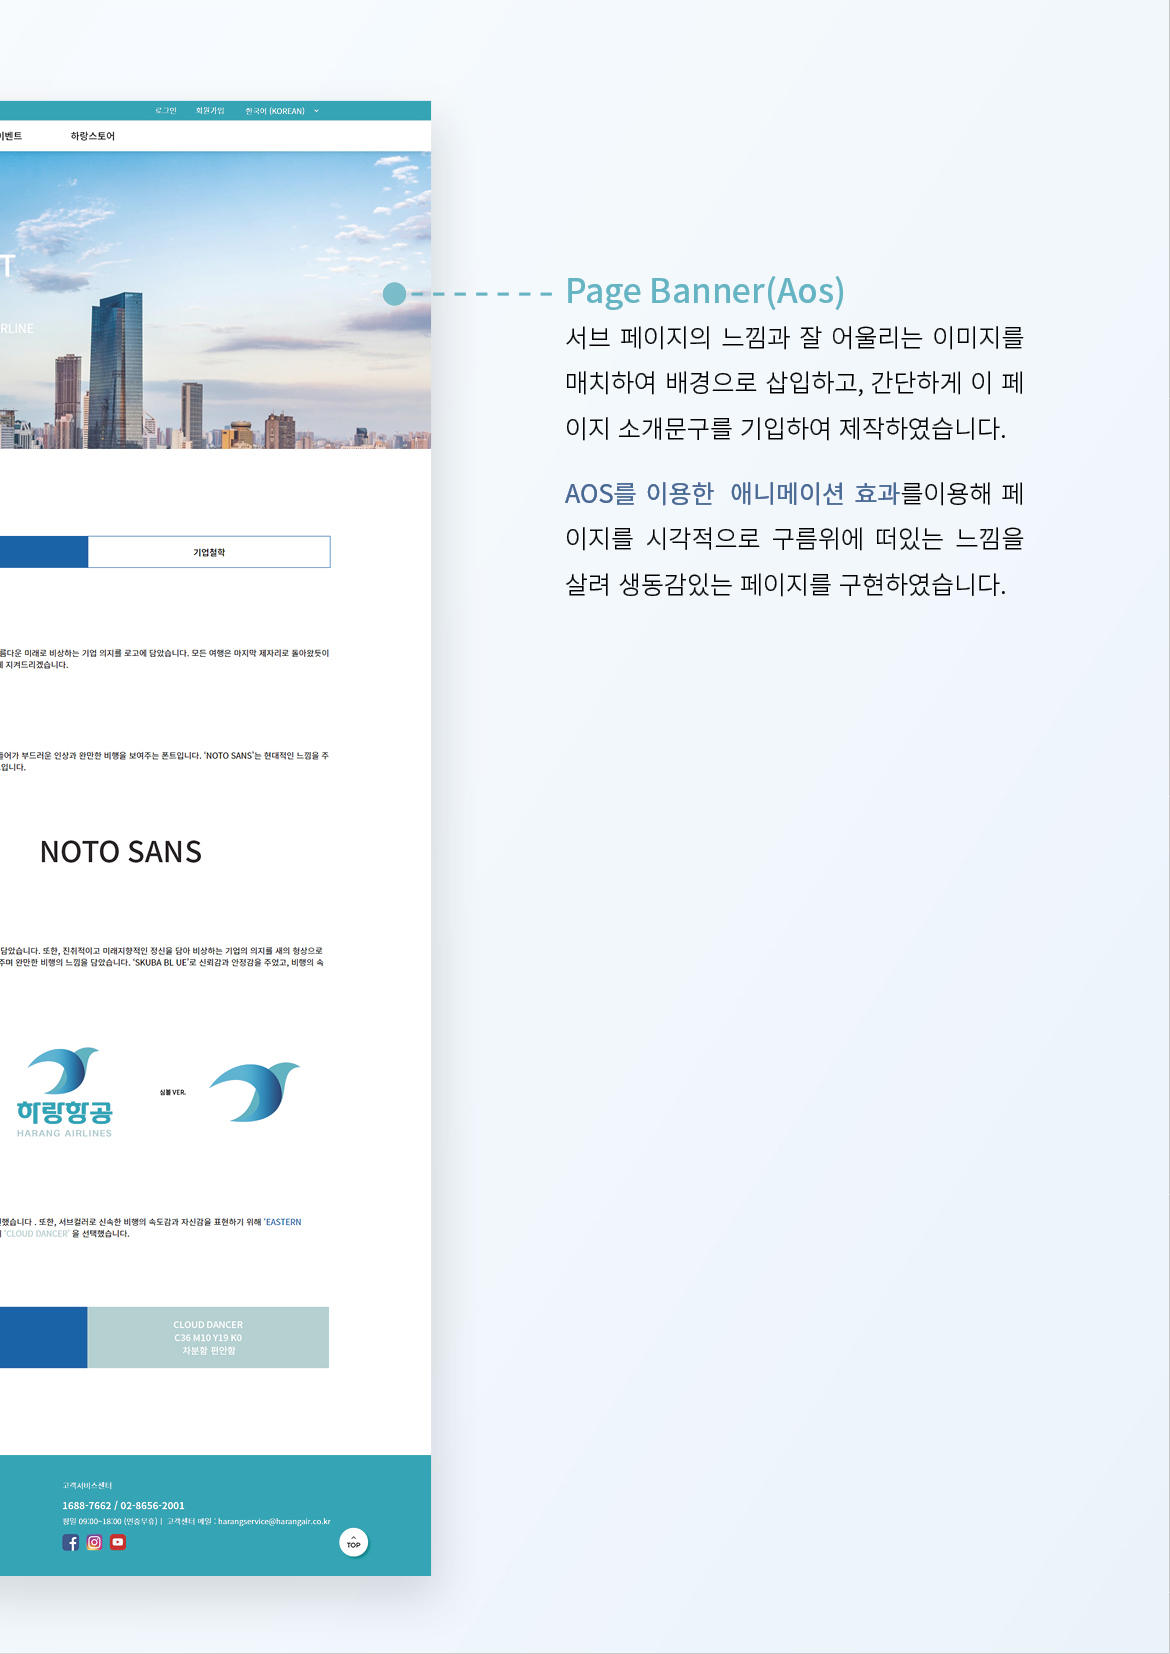 로그인 회원가입 한국어 (KOREAN)
이벤트 하랑스토어
T
RLINE
Page Banner(Aos)
서브 페이지의 느낌과 잘 어울리는 이미지를
매치하여 배경으로 삽입하고, 간단하게 이 페
이지 소개문구를 기입하여 제작하였습니다.
AOS를 이용한 애니메이션 효과를이용해 페
이지를 시각적으로 구름위에 떠있는 느낌을
살려 생동감있는 페이지를 구현하였습니다.
기업철학
름다운 미래로 비상하는 기업 의지를 로고에 담았습니다. 모든 여행은 마지막 제자리로 돌아왔듯이
지켜드리겠습니다.
들어가 부드러운 인상과 완만한 비행을 보여주는 폰트입니다. 'NOTO SANS'는 현대적인 느낌을 주
입니다.
NOTO SANS
담았습니다. 또한, 진취적이고 미래지향적인 정신을 담아 비상하는 기업의 의지를 새의 형상으로
주며 완만한 비행의 느낌을 담았습니다. 'SKUBA BL UE'로 신뢰감과 안정감을 주었고, 비행의 속
하랑항공
HARANG AIRLINES
심볼 VER.
했습니다 . 또한, 서브컬러로 신속한 비행의 속도감과 자신감을 표현하기 위해 'EASTERN
'CLOUD DANCER' 을 선택했습니다.
CLOUD DANCER
C36 M10 Y19 K0
차분함 편안함
고객서비스센터
1688-7662 / 02-8656-2001
평일 09:00~18:00 (연중무휴) | 고객센터 메일 : harangservice@harangair.co.kr
TOP